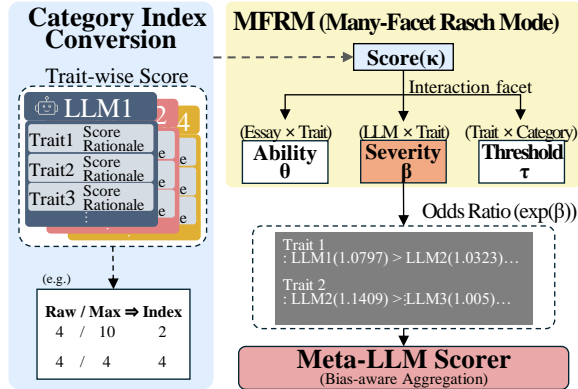 Category Index
Conversion
Trait-wise Score
LLM1
2
4
Trait1 Score
Rationale
Trait2 Score
Rationale
Trait3 Score
Rationale
⋮
e
e
e
e
(e.g.)
Raw / Max ⇒ Index
4 / 10 2
4 / 4 4
MFRM (Many-Facet Rasch Mode)
Score(κ)
Interaction facet
(Essay × Trait) (LLM × Trait) (Trait × Category)
Ability Severity Threshold
θ β τ
Odds Ratio (exp(β))
Trait 1
: LLM1(1.0797) > LLM2(1.0323)…
Trait 2
: LLM2(1.1409) > LLM3(1.005)…
Meta-LLM Scorer
(Bias-aware Aggregation)